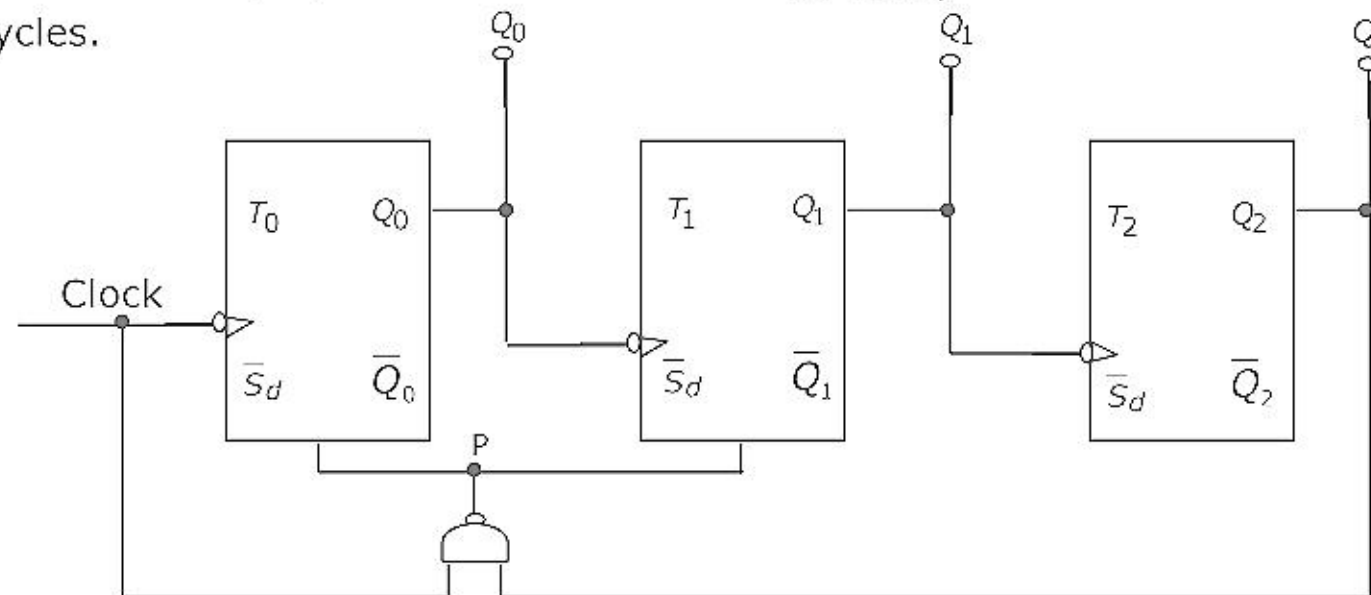 ycles.
Q0
Q1
Q
T0 Q0
T1 Q1
T2 Q2
Clock
S̅d Q̅0
S̅d Q̅1
S̅d Q̅2
P